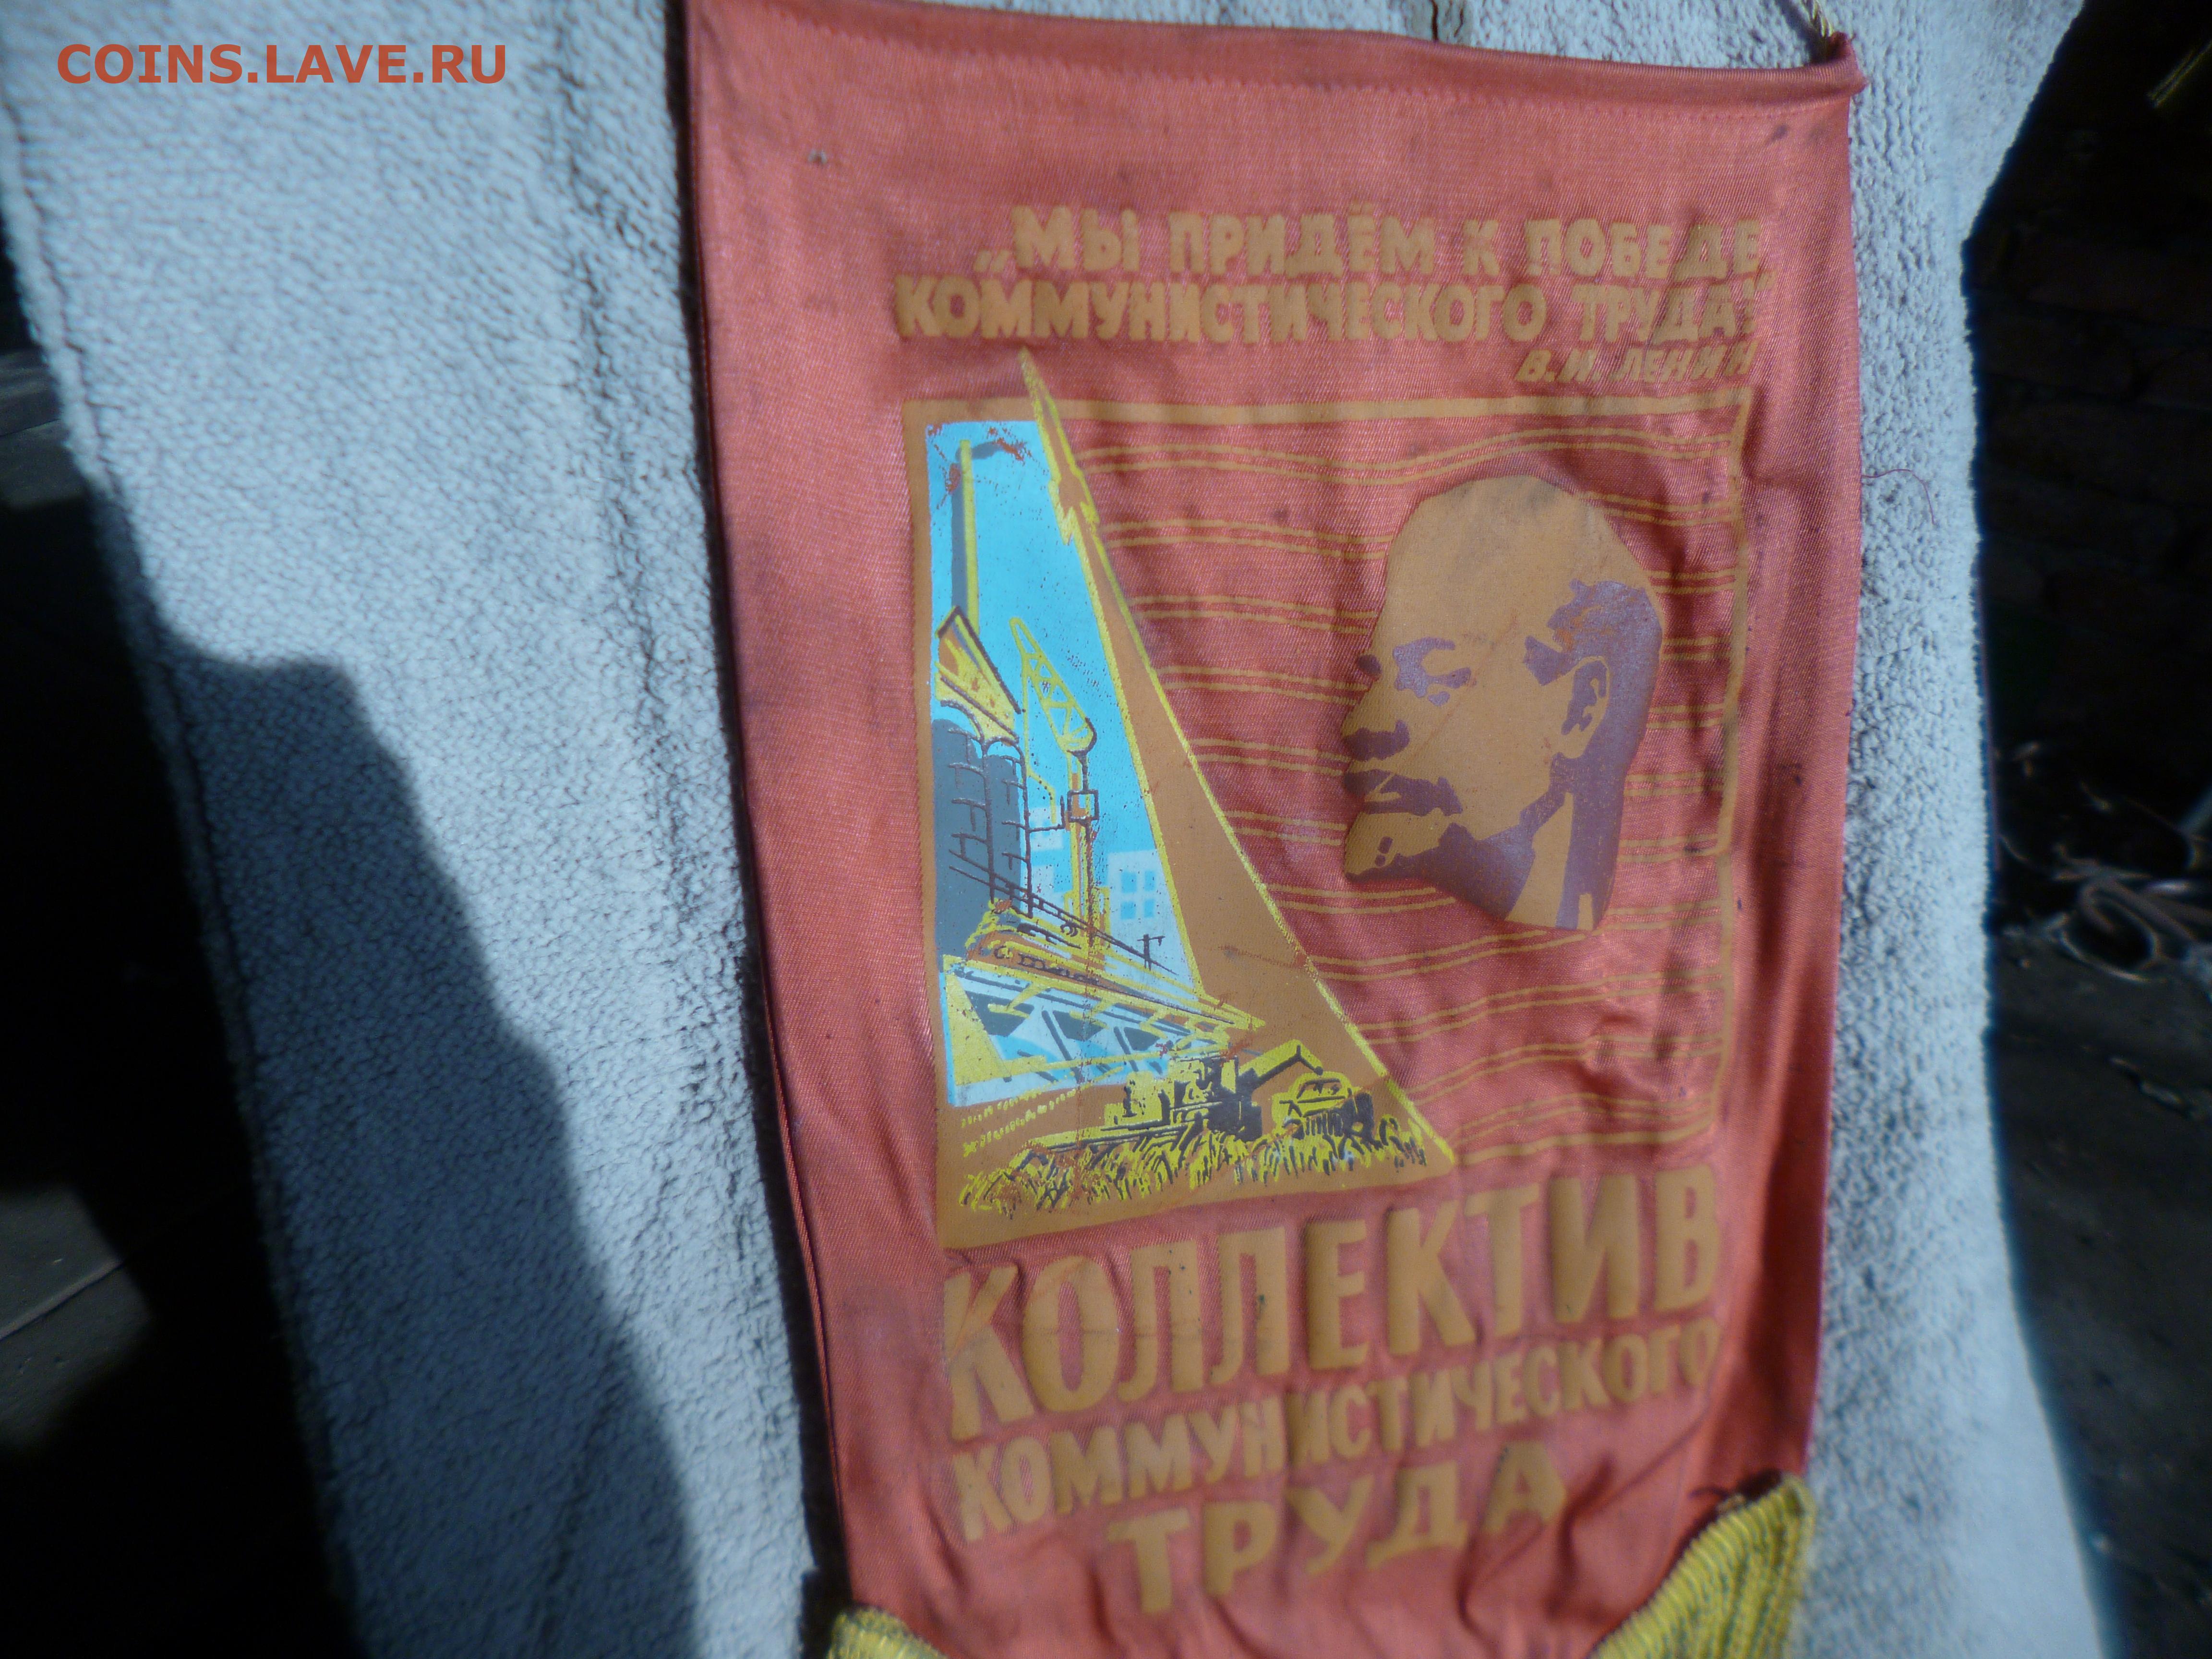 COINS.LAVE.RU
„МЫ ПРИДЁМ К ПОБЕДЕ
КОММУНИСТИЧЕСКОГО ТРУДА!"
В.И. ЛЕНИН
КОЛЛЕКТИВ
КОММУНИСТИЧЕСКОГО
ТРУДА